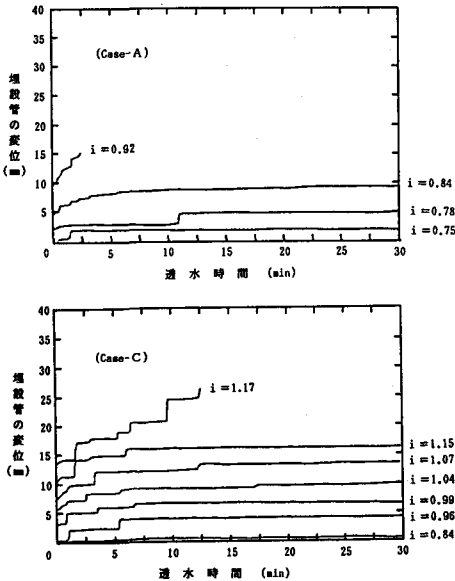 40
35
30
25
20
15
10
5
(Case-A)
埋設管の変位
(mm)
i=0.92
i=0.84
i=0.78
i=0.75
0 5 10 15 20 25 30
透水時間 (min)
40
35
30
25
20
15
10
5
(Case-C)
埋設管の変位
(mm)
i=1.17
i=1.15
i=1.07
i=1.04
i=0.99
i=0.96
i=0.84
0 5 10 15 20 25 30
透水時間 (min)